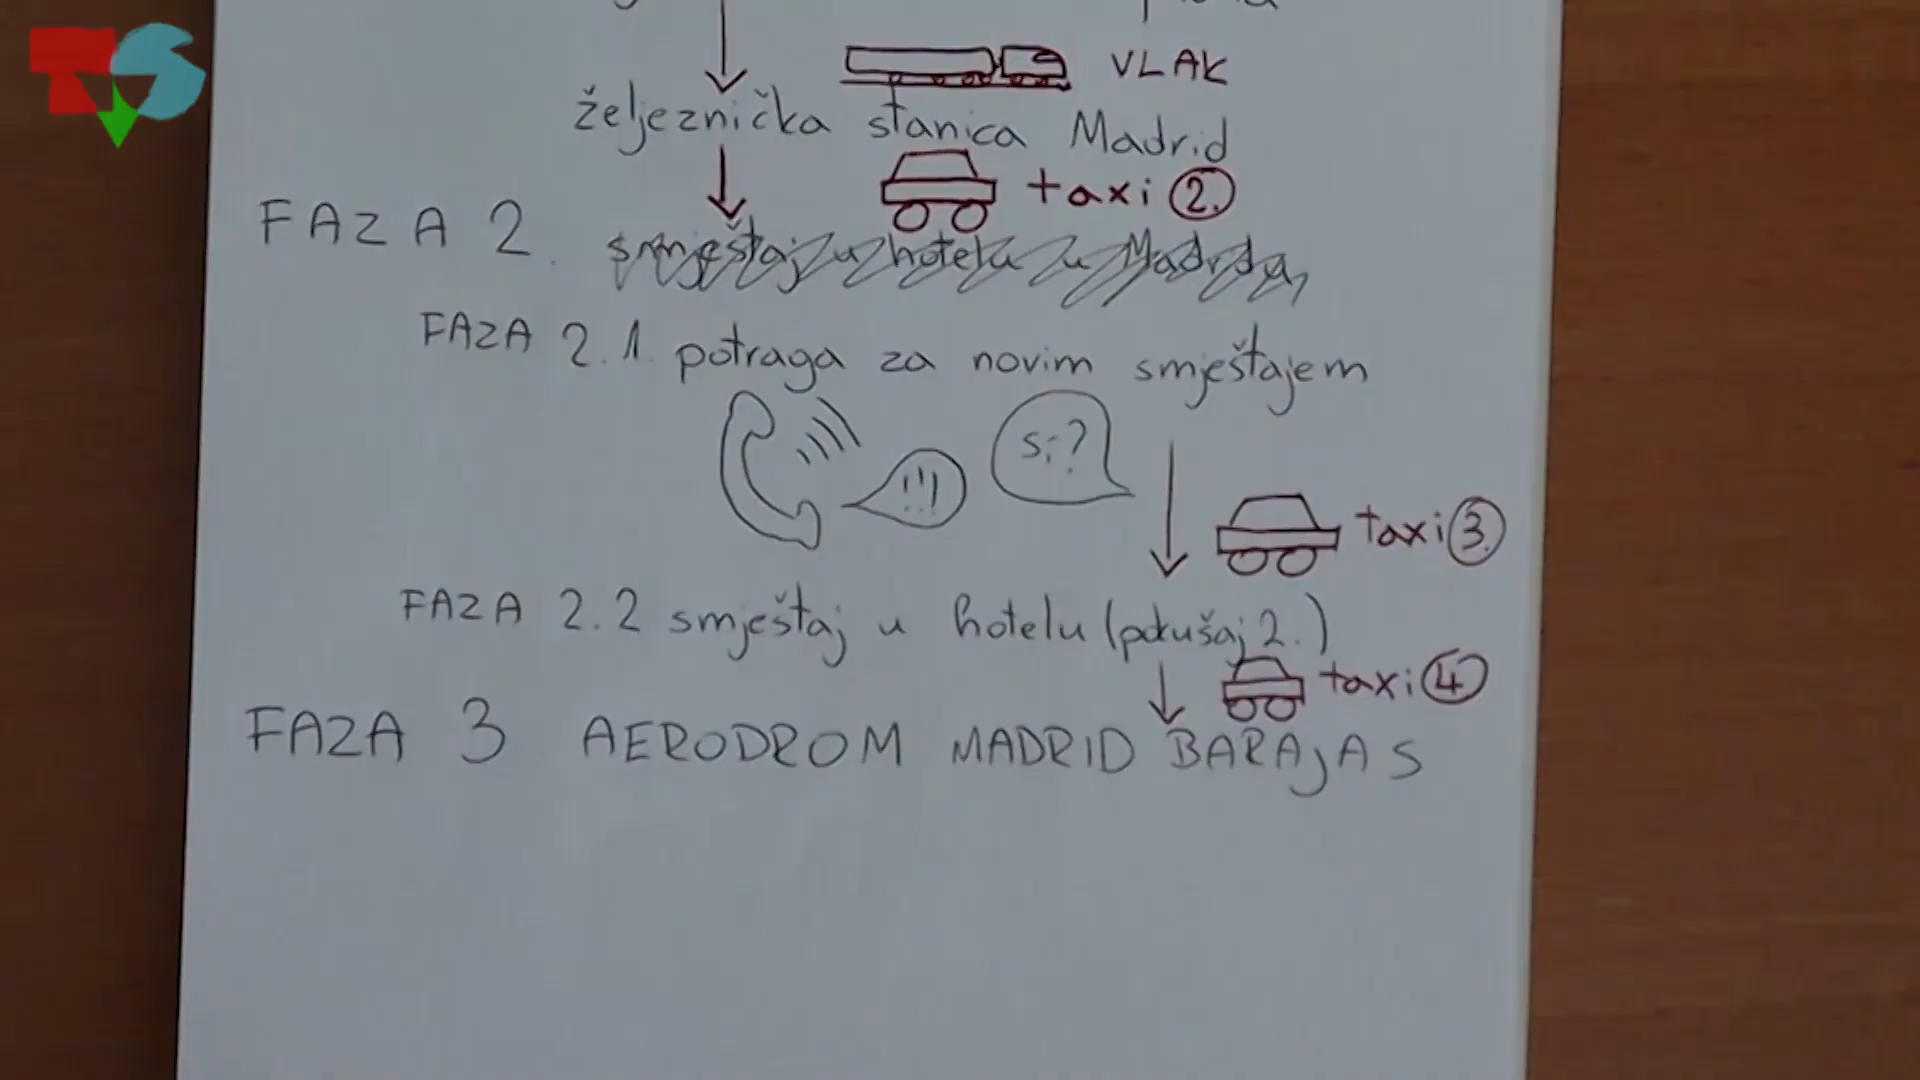 TS
VLAK
željeznička stanica Madrid
taxi 2.
FAZA 2. smještaj u hotelu u Madridu
FAZA 2.1. potraga za novim smještajem
!!!
si?
taxi 3.
FAZA 2.2 smještaj u hotelu (pokušaj 2.)
taxi 4
FAZA 3 AERODROM MADRID BARAJAS